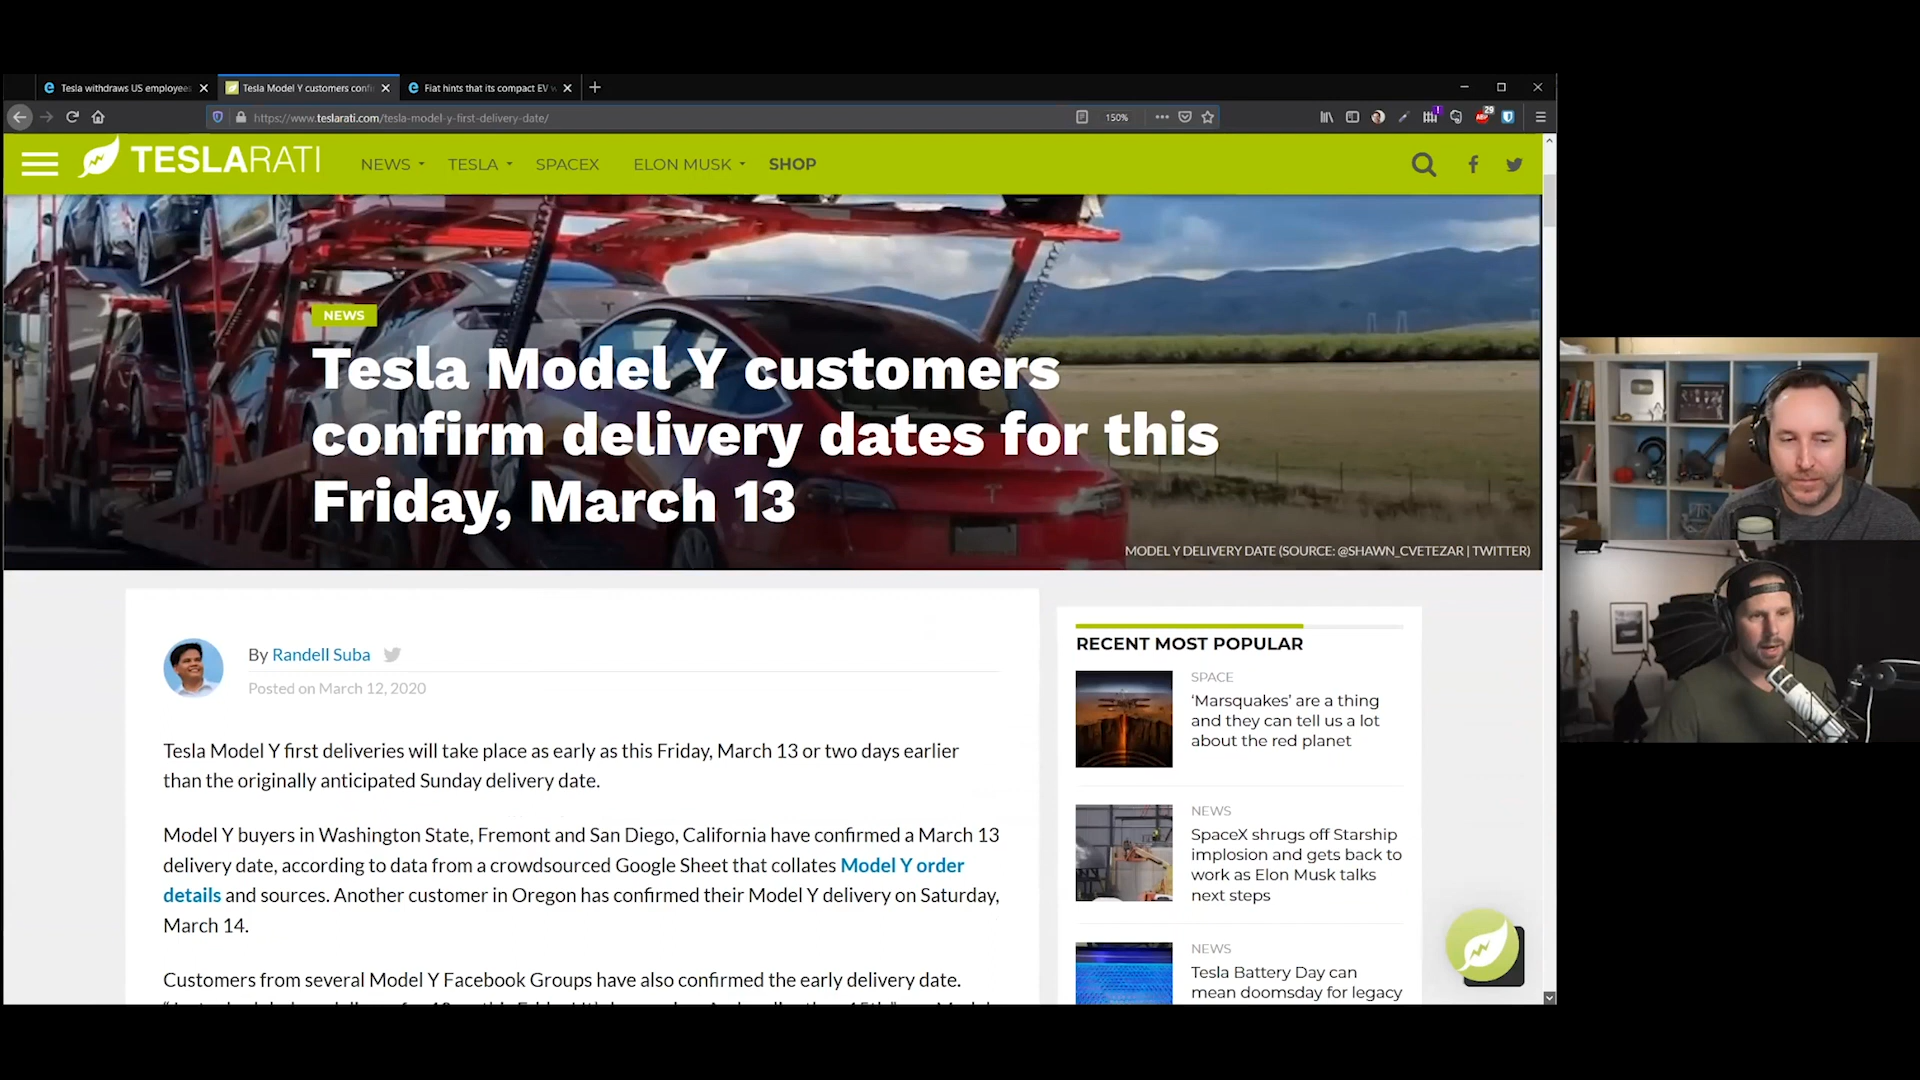 Tesla withdraws US employees
Tesla Model Y customers conf
Fiat hints that its compact EV w
https://www.teslarati.com/tesla-model-y-first-delivery-date/
150%
29
TESLARATI
NEWS
TESLA
SPACEX
ELON MUSK
SHOP
NEWS
Tesla Model Y customers
confirm delivery dates for this
Friday, March 13
MODEL Y DELIVERY DATE (SOURCE: @SHAWN_CVETEZAR | TWITTER)
By Randell Suba
Posted on March 12, 2020
Tesla Model Y first deliveries will take place as early as this Friday, March 13 or two days earlier
than the originally anticipated Sunday delivery date.
Model Y buyers in Washington State, Fremont and San Diego, California have confirmed a March 13
delivery date, according to data from a crowdsourced Google Sheet that collates Model Y order
details and sources. Another customer in Oregon has confirmed their Model Y delivery on Saturday,
March 14.
Customers from several Model Y Facebook Groups have also confirmed the early delivery date.
RECENT MOST POPULAR
SPACE
‘Marsquakes’ are a thing
and they can tell us a lot
about the red planet
NEWS
SpaceX shrugs off Starship
implosion and gets back to
work as Elon Musk talks
next steps
NEWS
Tesla Battery Day can
mean doomsday for legacy